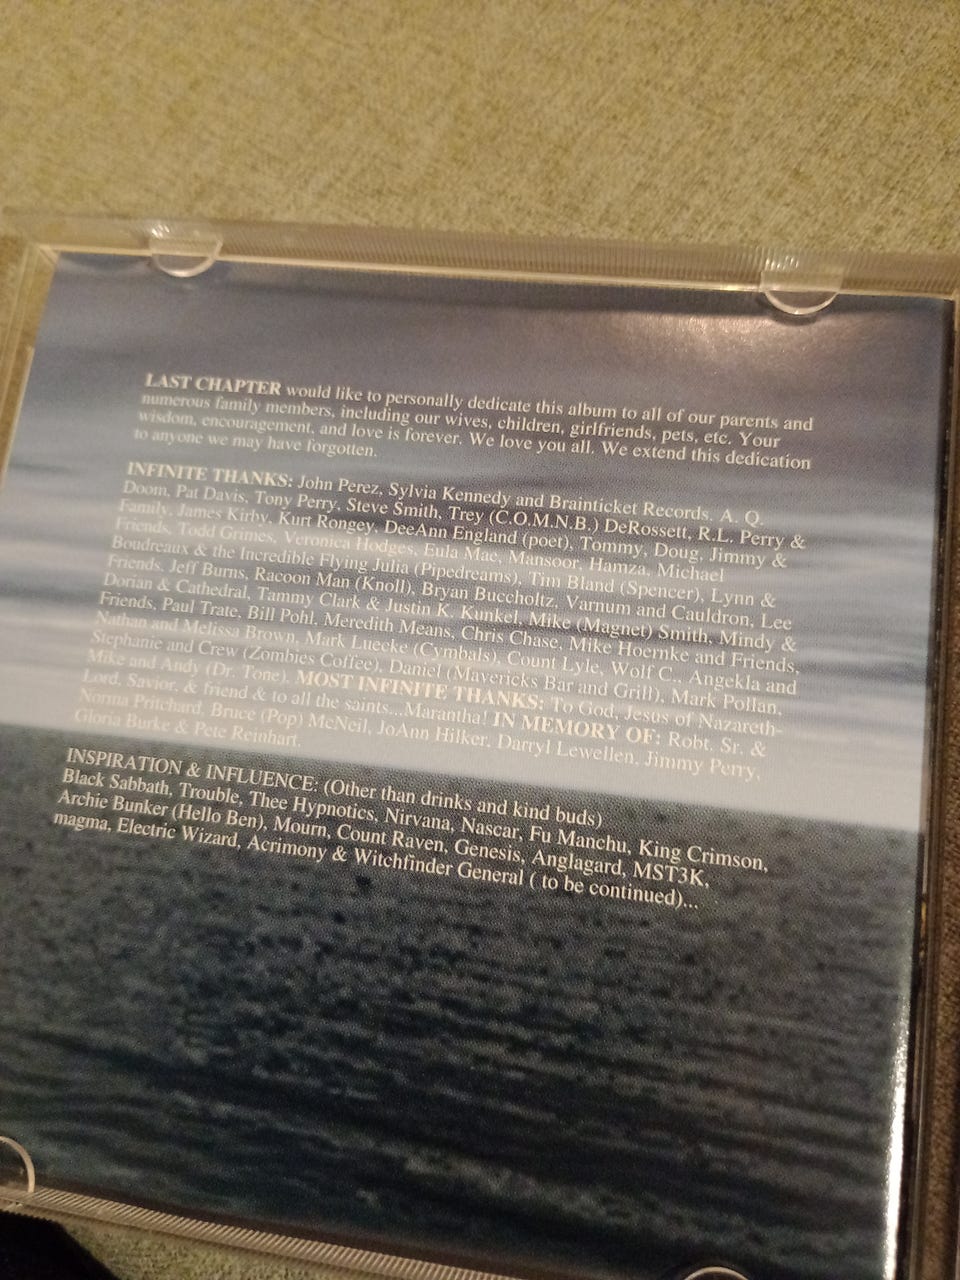 LAST CHAPTER would like to personally dedicate this album to all of our parents and
numerous family members, including our wives, children, girlfriends, pets, etc. Your
wisdom, encouragement, and love is forever. We love you all. We extend this dedication
to anyone we may have forgotten.
INFINITE THANKS: John Perez, Sylvia Kennedy and Brainticket Records, A. Q.
Doom, Pat Davis, Tony Perry, Steve Smith, Trey (C.O.M.N.B.) DeRossett, R.L. Perry &
Family, James Kirby, Kurt Rongey, DeeAnn England (poet), Tommy, Doug, Jimmy &
Friends, Todd Grimes, Veronica Hodges, Eula Mae, Mansoor, Hamza, Michael
Boudreaux & the Incredible Flying Julia (Pipedreams), Tim Bland (Spencer), Lynn &
Friends, Jeff Burns, Racoon Man (Knoll), Bryan Buccholtz, Varnum and Cauldron, Lee
Dorian & Cathedral, Tammy Clark & Justin K. Kunkel, Mike (Magnet) Smith, Mindy &
Friends, Paul Trate, Bill Pohl, Meredith Means, Chris Chase, Mike Hoernke and Friends,
Nathan and Melissa Brown, Mark Luecke (Cymbals), Count Lyle, Wolf C., Angekla and
Stephanie and Crew (Zombies Coffee), Daniel (Mavericks Bar and Grill), Mark Pollan,
Mike and Andy (Dr. Tone). MOST INFINITE THANKS: To God, Jesus of Nazareth-
Lord, Savior, & friend & to all the saints...Marantha! IN MEMORY OF: Robt. Sr. &
Norma Pritchard, Bruce (Pop) McNeil, JoAnn Hilker, Darryl Lewellen, Jimmy Perry,
Gloria Burke & Pete Reinhart.
INSPIRATION & INFLUENCE: (Other than drinks and kind buds)
Black Sabbath, Trouble, Thee Hypnotics, Nirvana, Nascar, Fu Manchu, King Crimson,
Archie Bunker (Hello Ben), Mourn, Count Raven, Genesis, Anglagard, MST3K,
magma, Electric Wizard, Acrimony & Witchfinder General ( to be continued)...